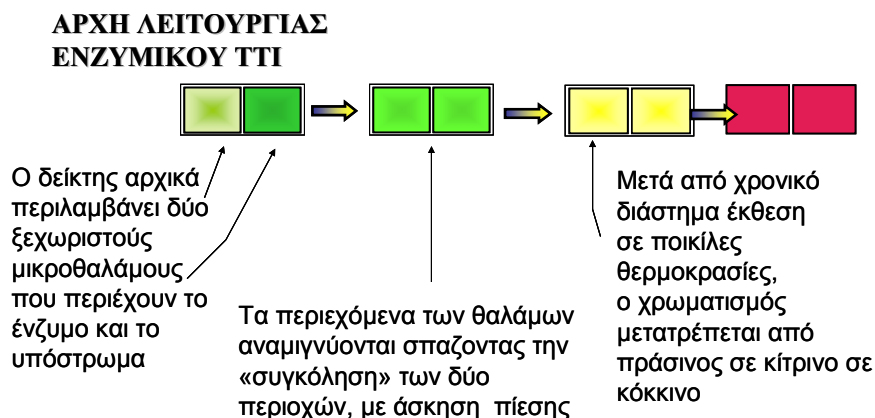 ΑΡΧΗ ΛΕΙΤΟΥΡΓΙΑΣ
ΕΝΖΥΜΙΚΟΥ ΤΤΙ
Ο δείκτης αρχικά
περιλαμβάνει δύο
ξεχωριστούς
μικροθαλάμους
που περιέχουν το
ένζυμο και το
υπόστρωμα
Τα περιεχόμενα των θαλάμων
αναμιγνύονται σπαζοντας την
«συγκόληση» των δύο
περιοχών, με άσκηση πίεσης
Μετά από χρονικό
διάστημα έκθεση
σε ποικίλες
θερμοκρασίες,
ο χρωματισμός
μετατρέπεται από
πράσινος σε κίτρινο σε
κόκκινο